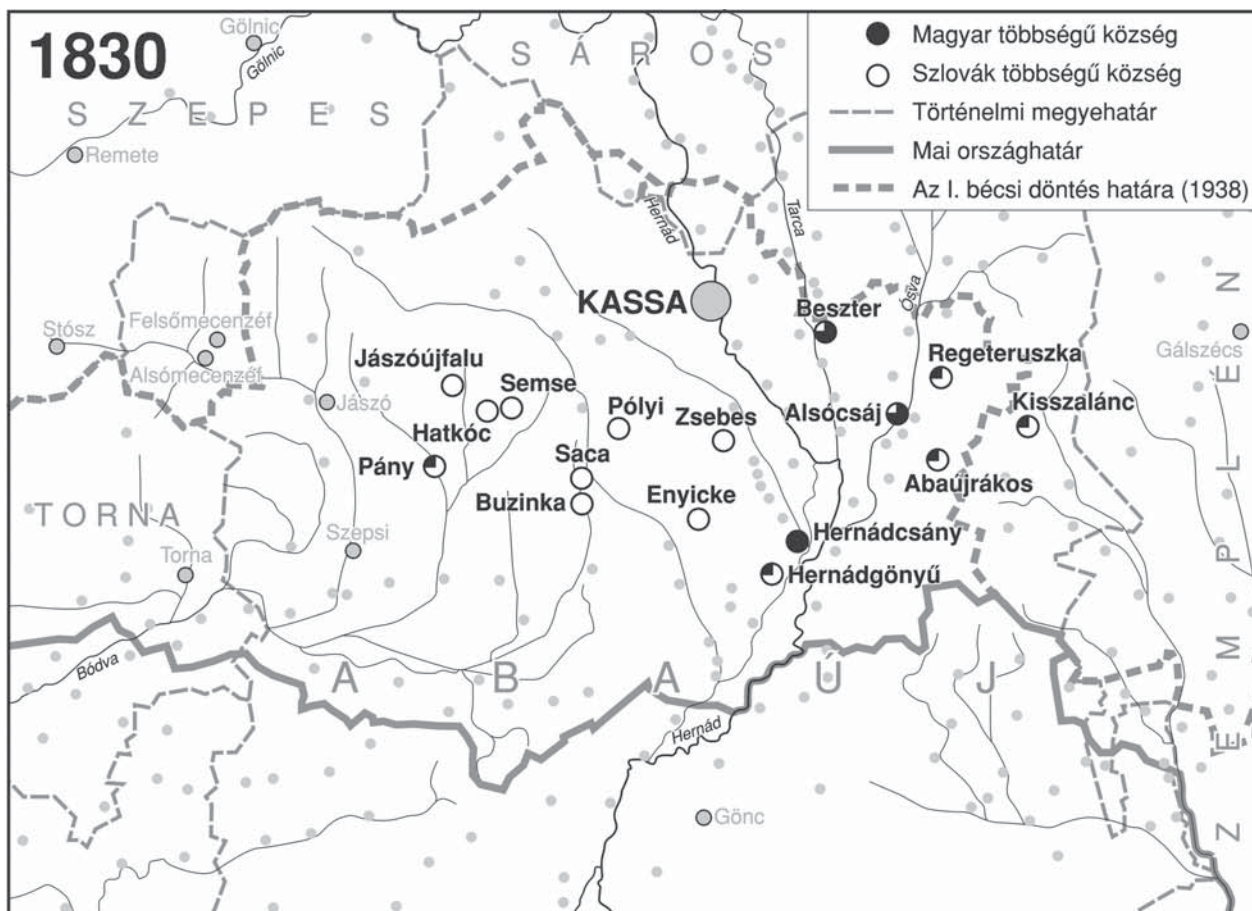 1830
Magyar többségű község
Szlovák többségű község
Történelmi megyehatár
Mai országhatár
Az I. bécsi döntés határa (1938)
Gölnic
Gölnic
SÁROS
SZEPES
Remete
Hernád
Tarca
KASSA
Beszter
Ósva
Stósz
Felsőmecenzéf
Alsómecenzéf
Gálszécs
Jászóújfalu
Semse
Regeteruszka
Jászó
Hatkóc
Pólyi
Zsebes
Alsócsáj
Kisszalánc
Pány
Saca
Abaújrákos
Buzinka
Enyicke
TORNA
Szepsi
Hernádcsány
Torna
Hernádgönyű
Bódva
ABAÚJ
ZEMPLEN
Hernád
Gönc